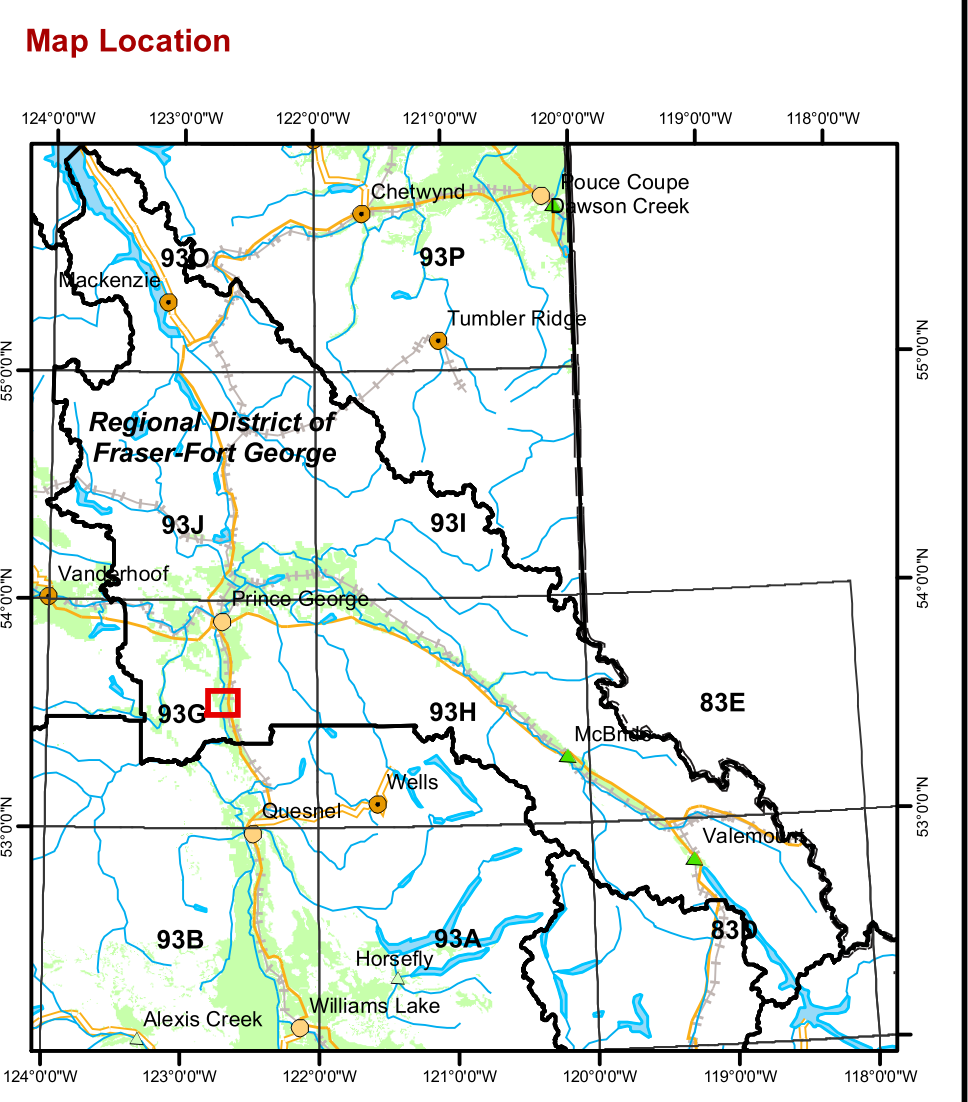 Map Location
124°0'0"W 123°0'0"W 122°0'0"W 121°0'0"W 120°0'0"W 119°0'0"W 118°0'0"W
Pouce Coupe
Chetwynd
Dawson Creek
93O
93P
Mackenzie
Tumbler Ridge
55°0'0"N
55°0'0"N
Regional District of
Fraser-Fort George
93J
93I
Vanderhoof
54°0'0"N
54°0'0"N
Prince George
93G
93H
83E
McBride
Wells
Quesnel
53°0'0"N
53°0'0"N
Valemount
93B
93A
83D
Horsefly
Williams Lake
Alexis Creek
124°0'0"W 123°0'0"W 122°0'0"W 121°0'0"W 120°0'0"W 119°0'0"W 118°0'0"W